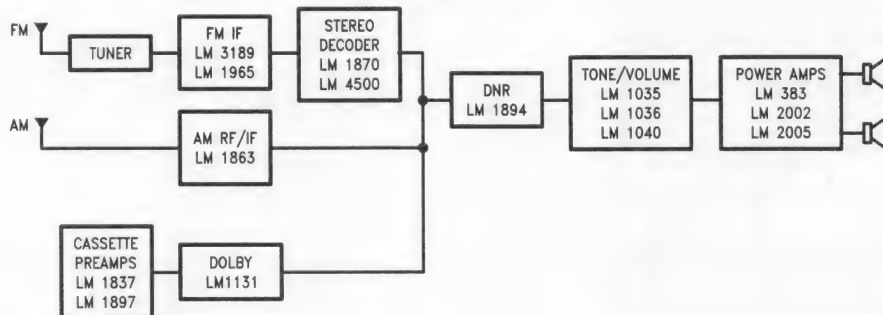 FM
TUNER
FM IF
LM 3189
LM 1965
STEREO
DECODER
LM 1870
LM 4500
AM
AM RF/IF
LM 1863
CASSETTE
PREAMPS
LM 1837
LM 1897
DOLBY
LM1131
DNR
LM 1894
TONE/VOLUME
LM 1035
LM 1036
LM 1040
POWER AMPS
LM 383
LM 2002
LM 2005